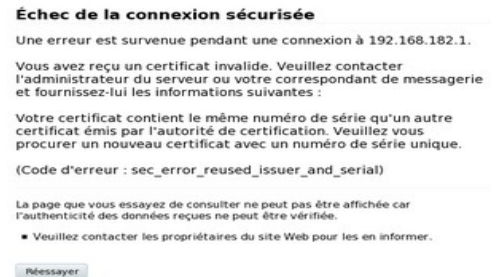 Échec de la connexion sécurisée
Une erreur est survenue pendant une connexion à 192.168.182.1.
Vous avez reçu un certificat invalide. Veuillez contacter
l'administrateur du serveur ou votre correspondant de messagerie
et fournissez-lui les informations suivantes :
Votre certificat contient le même numéro de série qu'un autre
certificat émis par l'autorité de certification. Veuillez vous
procurer un nouveau certificat avec un numéro de série unique.
(Code d'erreur : sec_error_reused_issuer_and_serial)
La page que vous essayez de consulter ne peut pas être affichée car
l'authenticité des données reçues ne peut être vérifiée.
▪ Veuillez contacter les propriétaires du site Web pour les en informer.
Réessayer